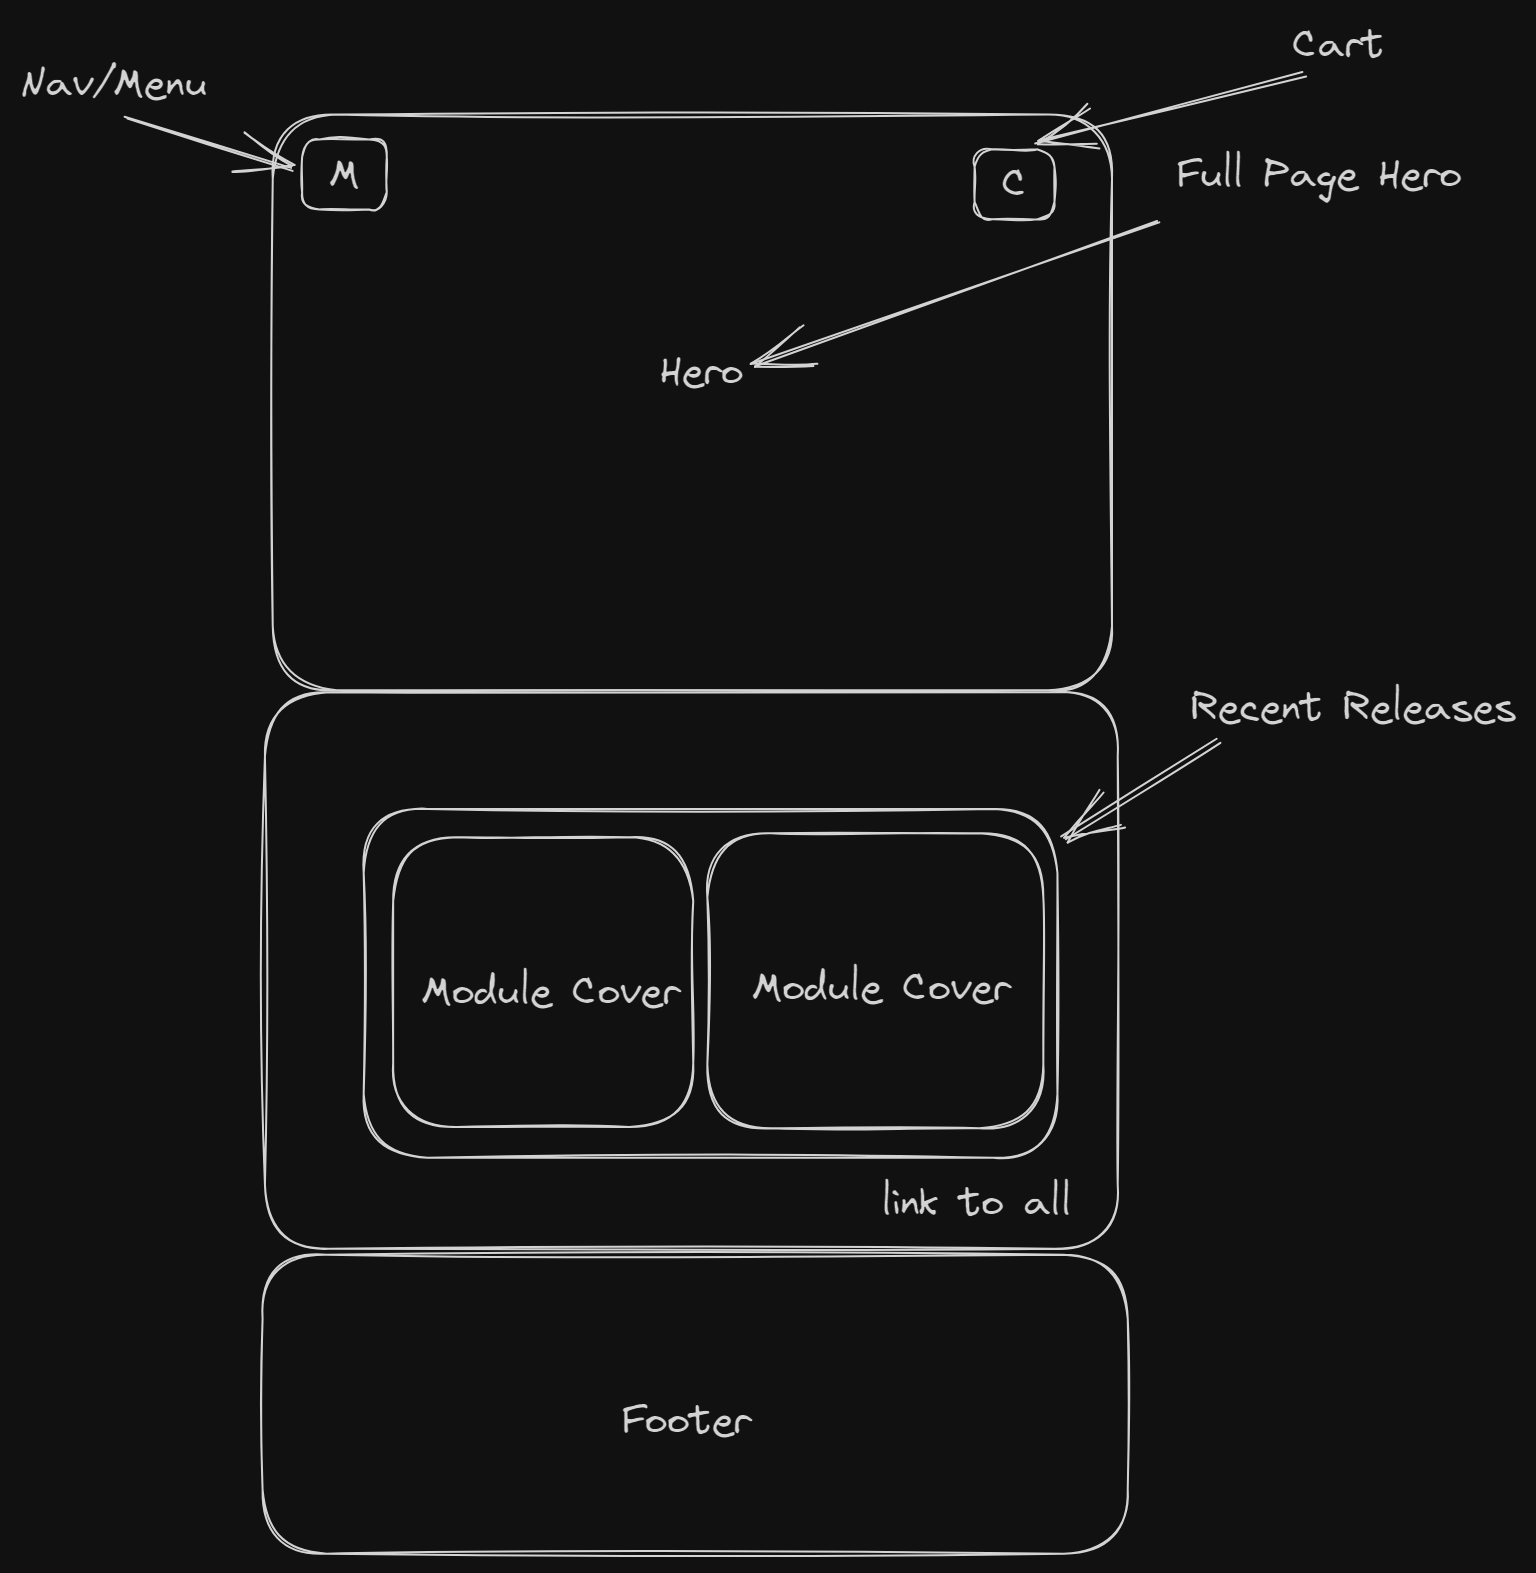 Cart
Nav/Menu
M
C
Full Page Hero
Hero
Recent Releases
Module Cover
Module Cover
link to all
Footer